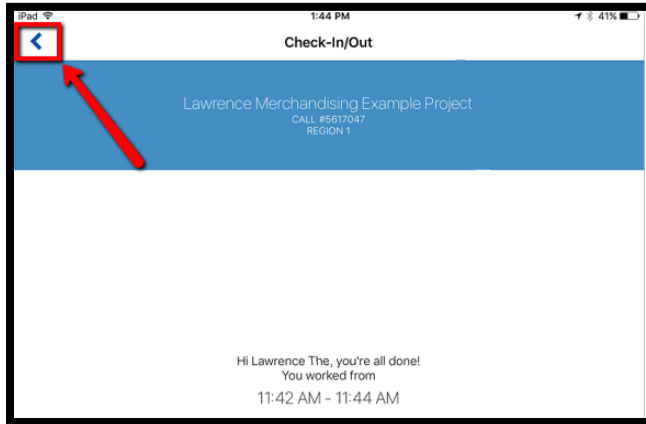 iPad 1:44 PM 41%
Check-In/Out
Lawrence Merchandising Example Project
CALL #5617047
REGION 1
Hi Lawrence The, you're all done!
You worked from
11:42 AM - 11:44 AM